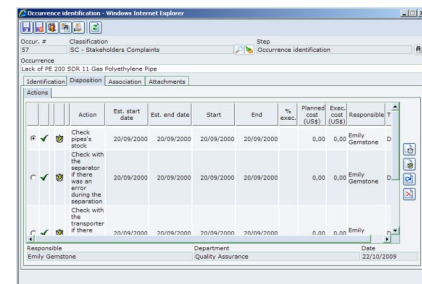 Occurrence identification - Windows Internet Explorer
Occur. # Classification Step
57 SC - Stakeholders Complaints Occurrence identification
Occurrence
Lack of PE 200 SDR 11 Gas Polyethylene Pipe
Identification Disposition Association Attachments
Actions
Action Est. start date Est. end date Start End % exec. Planned cost (US$) Exec. cost (US$) Responsible T
Check pipes's stock 20/09/2000 20/09/2000 20/09/2000 20/09/2000 0,00 0,00 Emily Gemstone D
Check with the separator if there was an error during the separation 20/09/2000 20/09/2000 20/09/2000 20/09/2000 0,00 0,00 Emily Gemstone D
Check with the transporter if there 20/09/2000 20/09/2000 20/09/2000 20/09/2000 0,00 0,00 Emily D
Responsible Department Date
Emily Gemstone Quality Assurance 22/10/2009